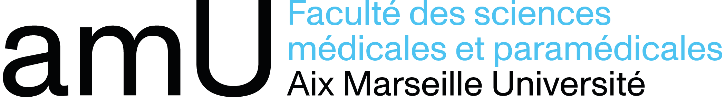 amU
Faculté des sciences
médicales et paramédicales
Aix Marseille Université